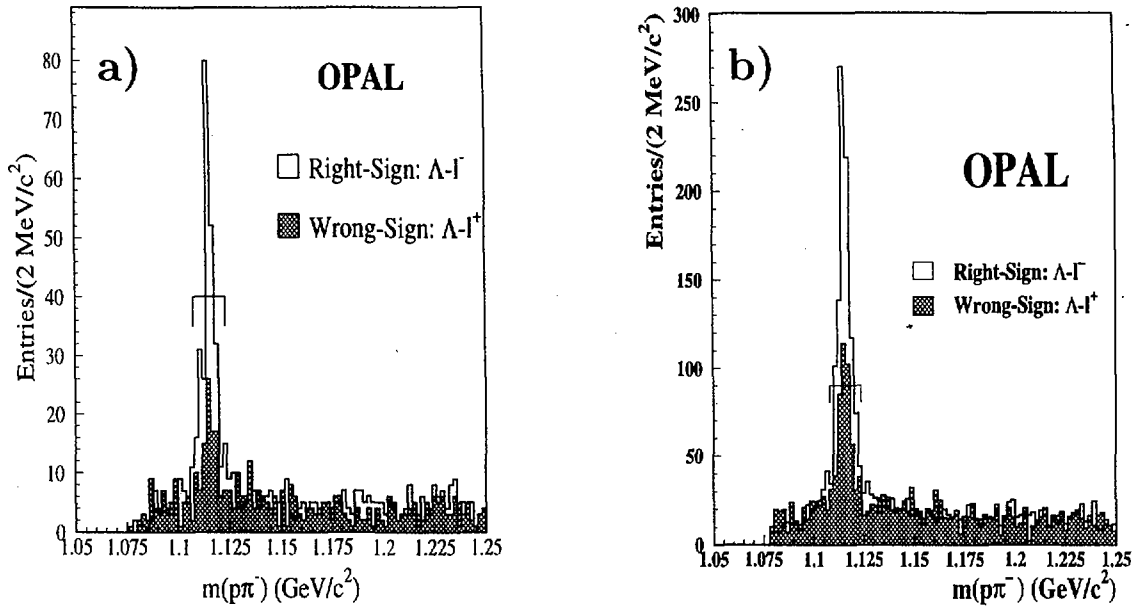 a)
OPAL
Right-Sign: Λ-l⁻
Wrong-Sign: Λ-l⁺
Entries/(2 MeV/c²)
80
70
60
50
40
30
20
10
0
1.05 1.075 1.1 1.125 1.15 1.175 1.2 1.225 1.25
m(pπ⁻) (GeV/c²)
b)
OPAL
Right-Sign: Λ-l⁻
Wrong-Sign: Λ-l⁺
Entries/(2 MeV/c²)
300
250
200
150
100
50
0
1.05 1.075 1.1 1.125 1.15 1.175 1.2 1.225 1.25
m(pπ⁻) (GeV/c²)